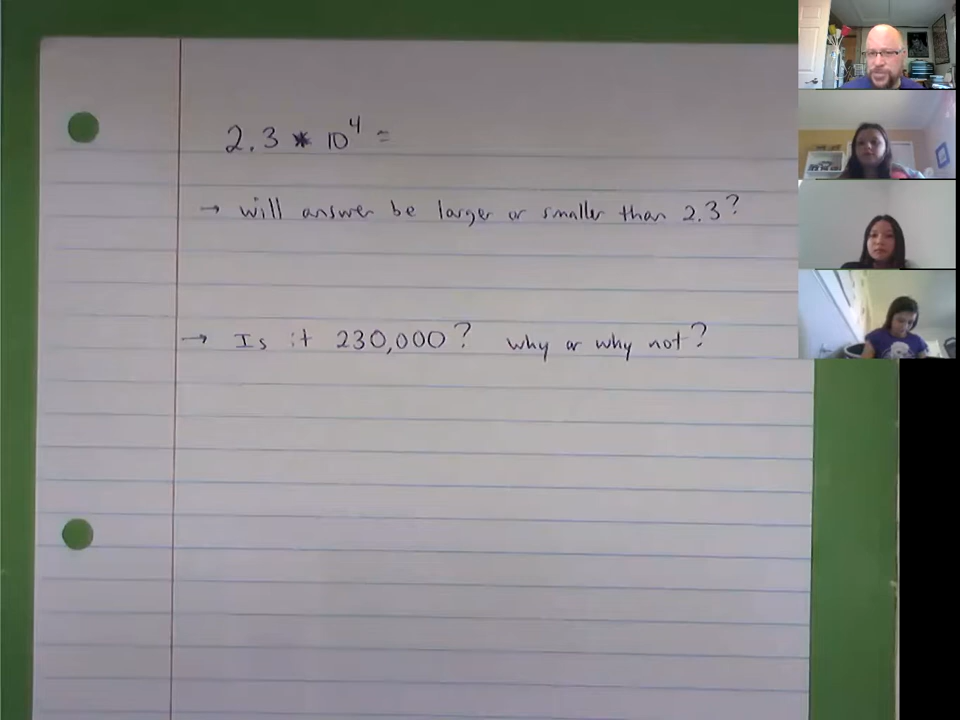 2.3 * 10⁴ =
→ will answer be larger or smaller than 2.3?
→ Is it 230,000? why or why not?